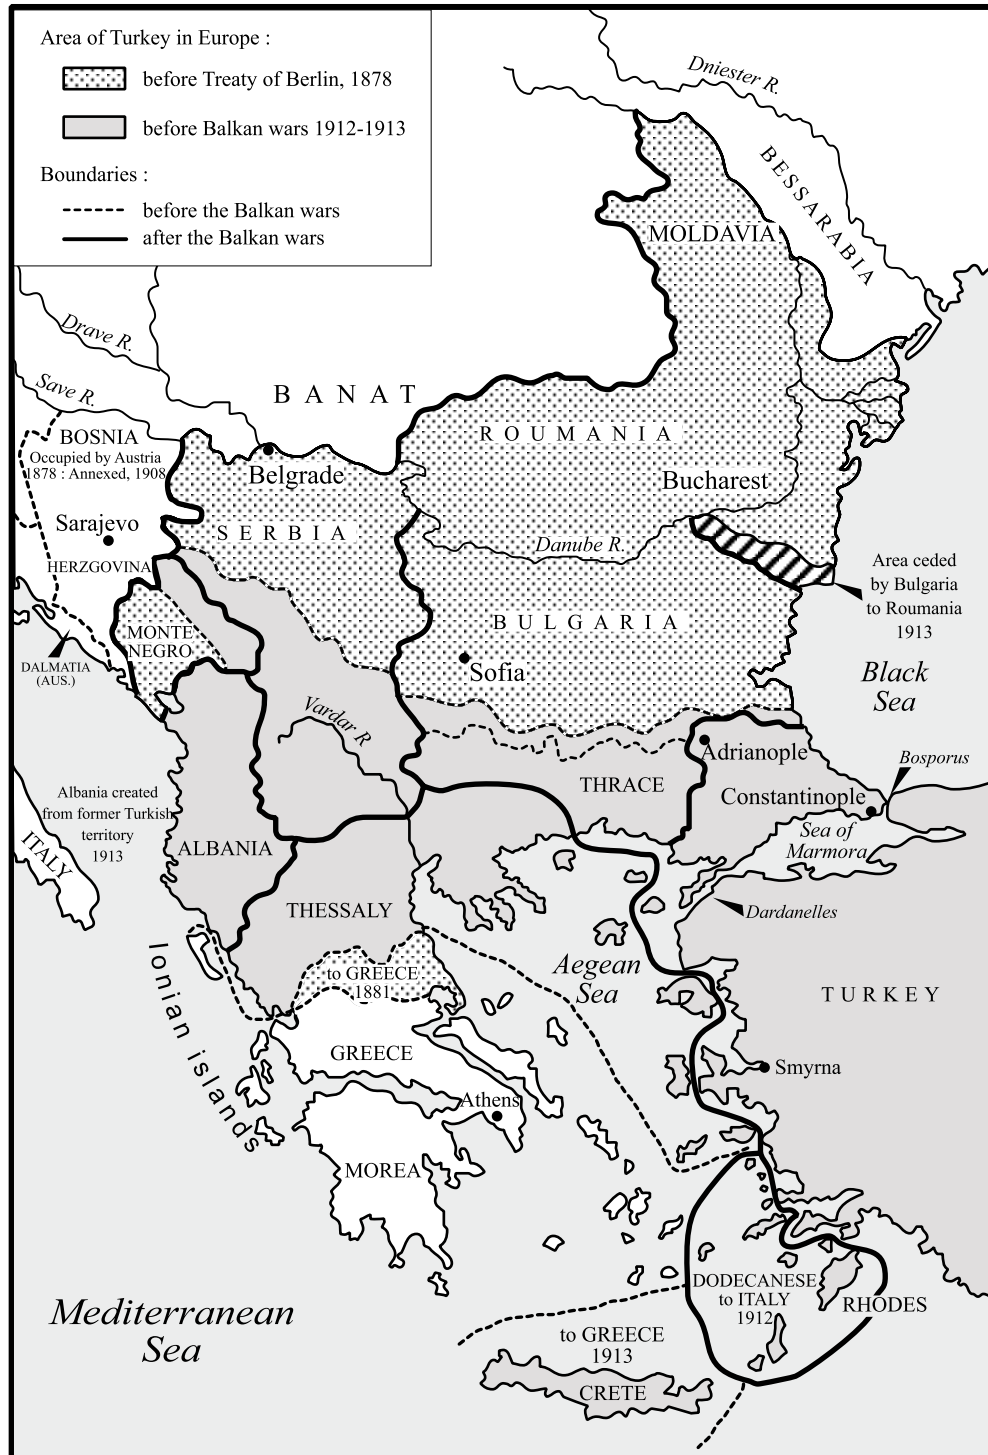 Area of Turkey in Europe :
before Treaty of Berlin, 1878
before Balkan wars 1912-1913
Boundaries :
before the Balkan wars
after the Balkan wars
Dniester R.
BESSARABIA
MOLDAVIA
Drave R.
Save R.
BANAT
BOSNIA
Occupied by Austria
1878 : Annexed, 1908
ROUMANIA
Belgrade
Bucharest
Sarajevo
SERBIA
Danube R.
HERZGOVINA
Area ceded
by Bulgaria
to Roumania
1913
BULGARIA
MONTE
NEGRO
DALMATIA
(AUS.)
Sofia
Black
Sea
Vardar R
Adrianople
Bosporus
THRACE
Constantinople
Albania created
from former Turkish
territory
1913
Sea of
Marmora
ITALY
ALBANIA
THESSALY
Dardanelles
Ionian islands
to GREECE
1881
Aegean
Sea
TURKEY
GREECE
Smyrna
Athens
MOREA
DODECANESE
to ITALY
1912
RHODES
Mediterranean
Sea
to GREECE
1913
CRETE